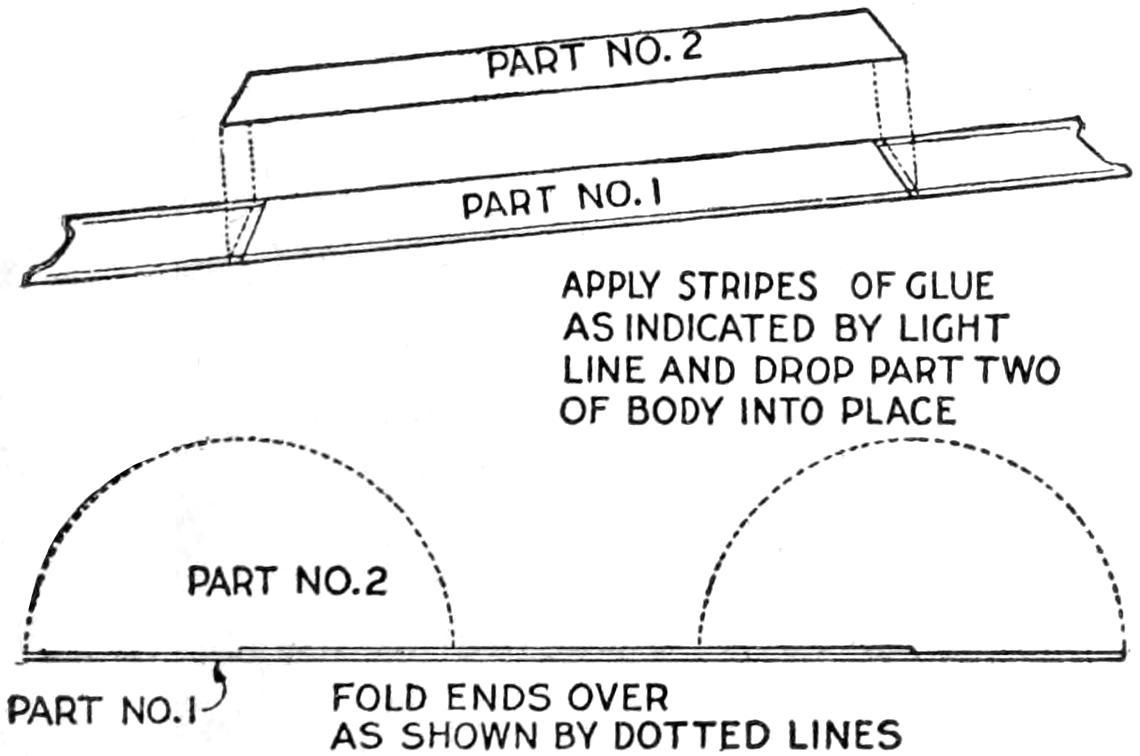 PART NO. 2
PART NO. 1
APPLY STRIPES OF GLUE
AS INDICATED BY LIGHT
LINE AND DROP PART TWO
OF BODY INTO PLACE
PART NO. 2
PART NO. 1
FOLD ENDS OVER
AS SHOWN BY DOTTED LINES